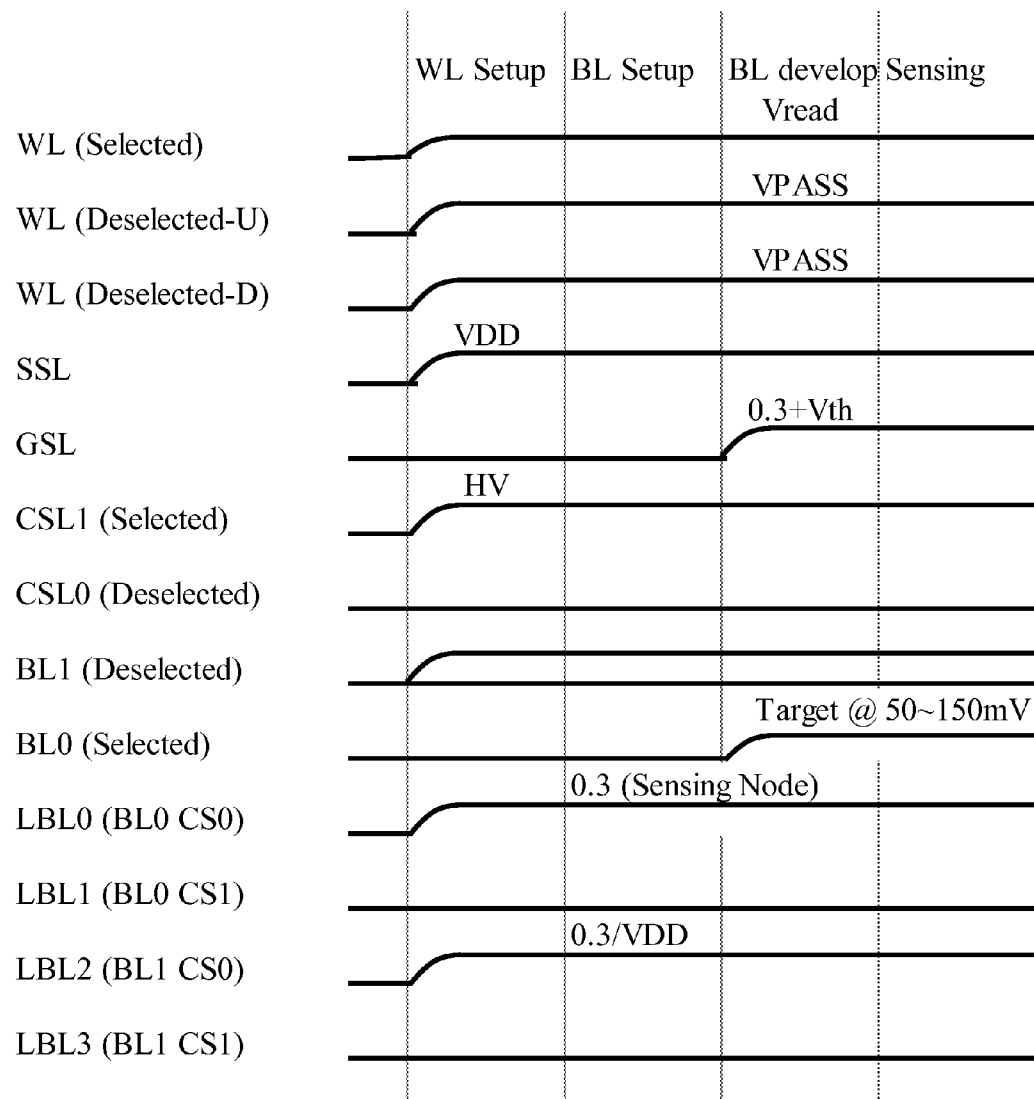 WL Setup BL Setup BL develop Sensing
Vread
WL (Selected)
VPASS
WL (Deselected-U)
VPASS
WL (Deselected-D)
VDD
SSL
0.3+Vth
GSL
HV
CSL1 (Selected)
CSL0 (Deselected)
BL1 (Deselected)
Target @ 50~150mV
BL0 (Selected)
0.3 (Sensing Node)
LBL0 (BL0 CS0)
LBL1 (BL0 CS1)
0.3/VDD
LBL2 (BL1 CS0)
LBL3 (BL1 CS1)